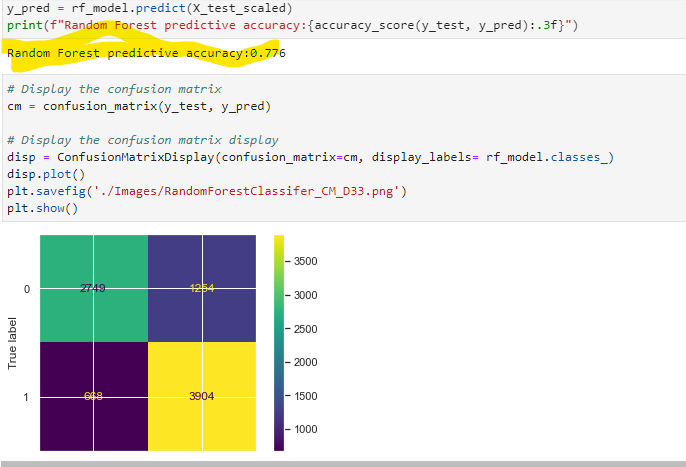 y_pred = rf_model.predict(X_test_scaled)
print(f"Random Forest predictive accuracy:{accuracy_score(y_test, y_pred):.3f}")
Random Forest predictive accuracy:0.776
# Display the confusion matrix
cm = confusion_matrix(y_test, y_pred)
# Display the confusion matrix display
disp = ConfusionMatrixDisplay(confusion_matrix=cm, display_labels= rf_model.classes_)
disp.plot()
plt.savefig('./Images/RandomForestClassifer_CM_D33.png')
plt.show()
True label
0
1
2749
1254
668
3904
3500
3000
2500
2000
1500
1000